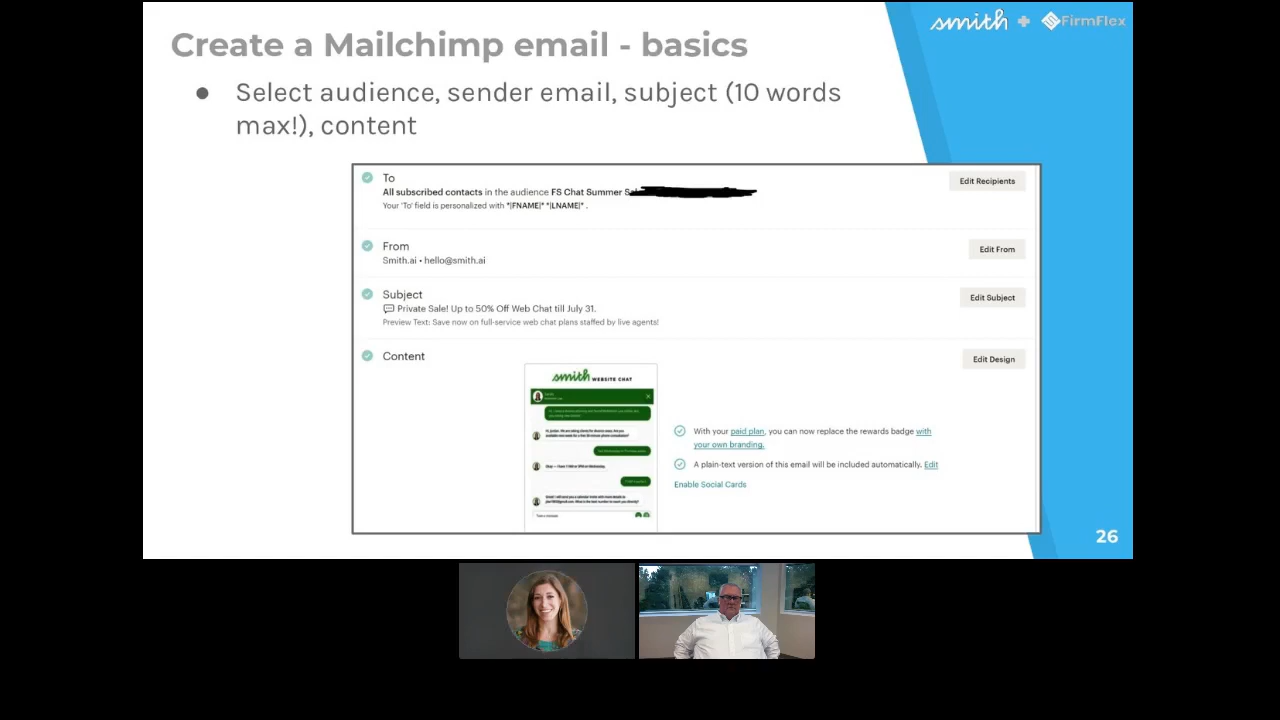 smith + FirmFlex
Create a Mailchimp email - basics
● Select audience, sender email, subject (10 words
max!), content
To
All subscribed contacts in the audience FS Chat Summer
Your 'To' field is personalized with *|FNAME|* *|LNAME|* .
Edit Recipients
From
Smith.ai • hello@smith.ai
Edit From
Subject
💬 Private Sale! Up to 50% Off Web Chat till July 31.
Preview Text: Save now on full-service web chat plans staffed by live agents!
Edit Subject
Content
Edit Design
smith WEBSITE CHAT
With your paid plan, you can now replace the rewards badge with
your own branding.
A plain-text version of this email will be included automatically. Edit
Enable Social Cards
26